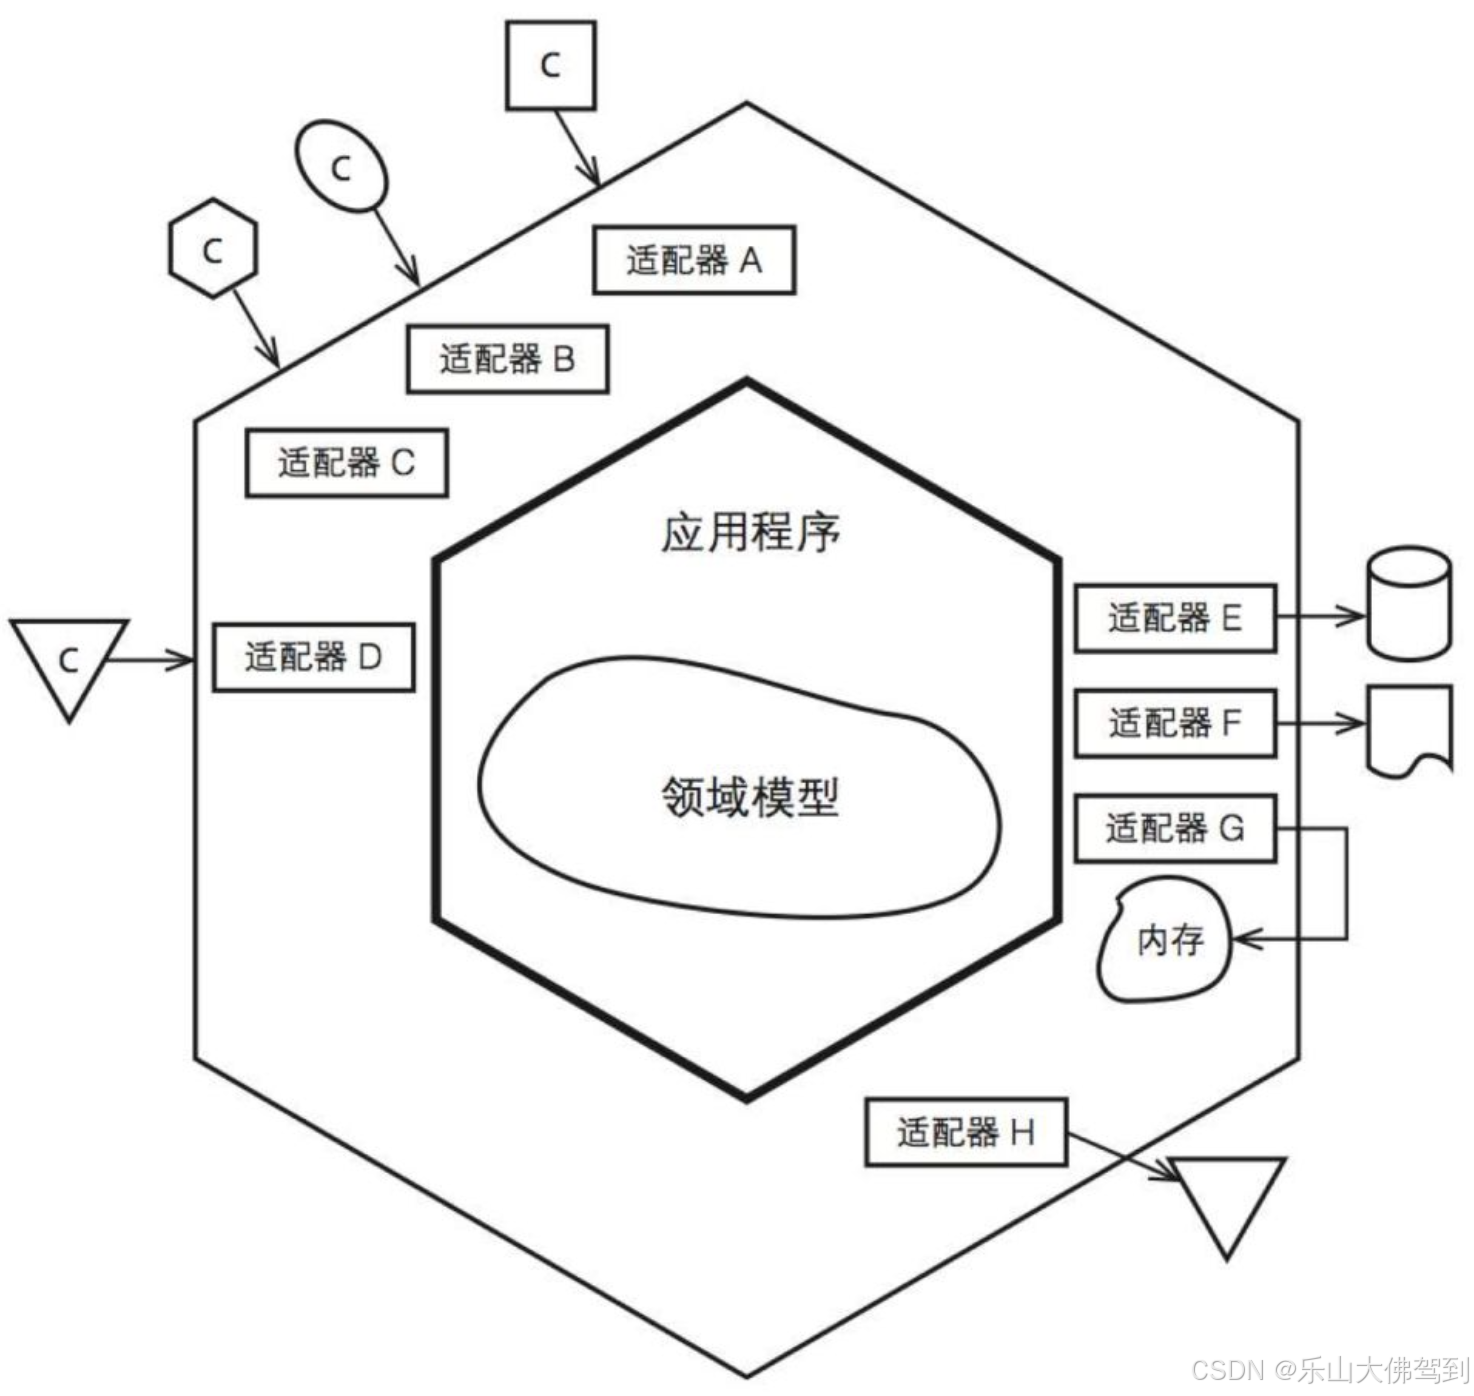 C
C
C
适配器 A
适配器 B
适配器 C
应用程序
适配器 E
C
适配器 D
适配器 F
领域模型
适配器 G
内存
适配器 H
CSDN @乐山大佛驾到